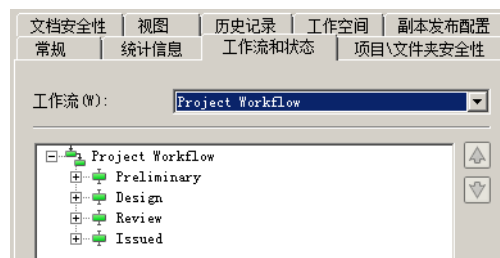 文档安全性 视图 历史记录 工作空间 副本发布配置
常规 统计信息 工作流和状态 项目\文件夹安全性
工作流(W): Project Workflow
Project Workflow
Preliminary
Design
Review
Issued